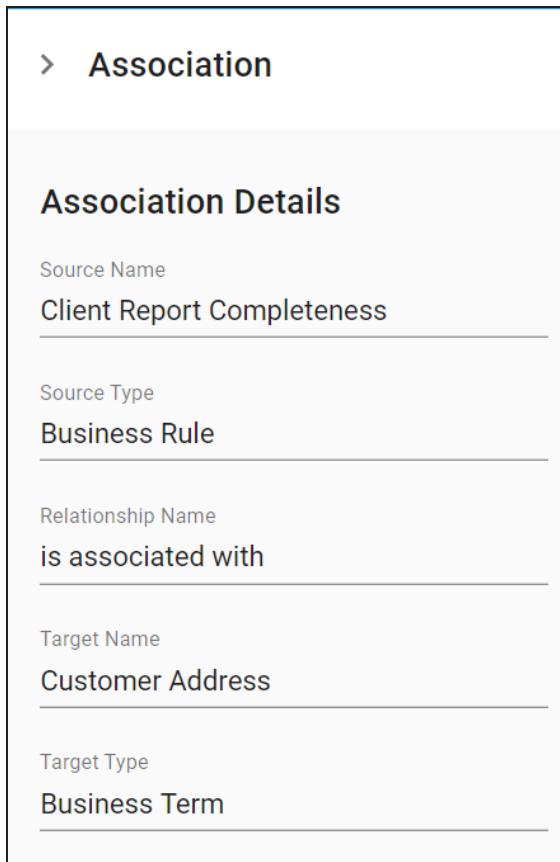 Association
Association Details
Source Name
Client Report Completeness
Source Type
Business Rule
Relationship Name
is associated with
Target Name
Customer Address
Target Type
Business Term